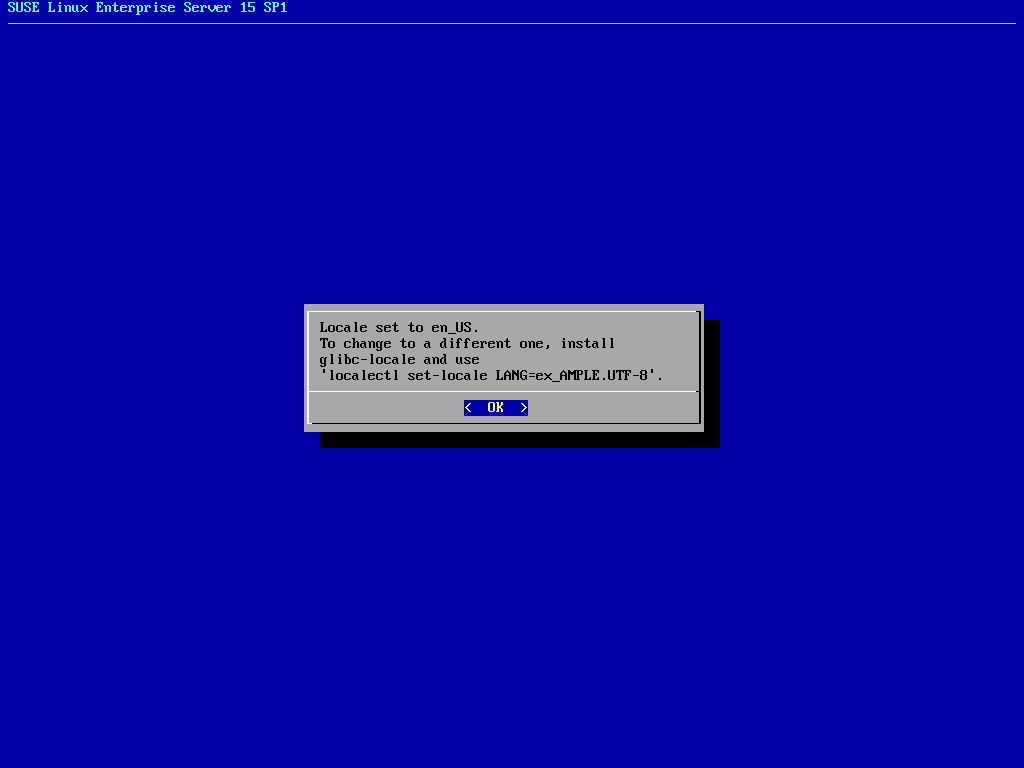 SUSE Linux Enterprise Server 15 SP1
Locale set to en_US.
To change to a different one, install
glibc-locale and use
'localectl set-locale LANG=ex_AMPLE.UTF-8'.
<  OK  >